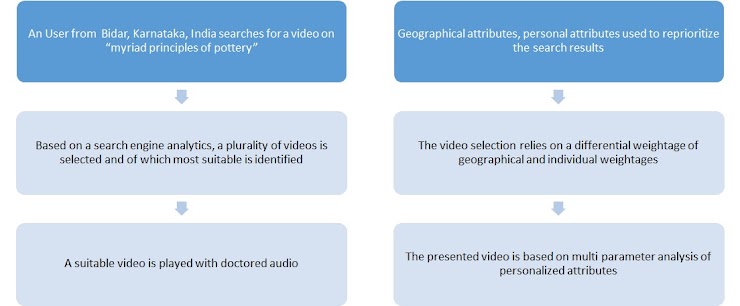 An User from Bidar, Karnataka, India searches for a video on
"myriad principles of pottery"
Based on a search engine analytics, a plurality of videos is
selected and of which most suitable is identified
A suitable video is played with doctored audio
Geographical attributes, personal attributes used to reprioritize
the search results
The video selection relies on a differential weightage of
geographical and individual weightages
The presented video is based on multi parameter analysis of
personalized attributes